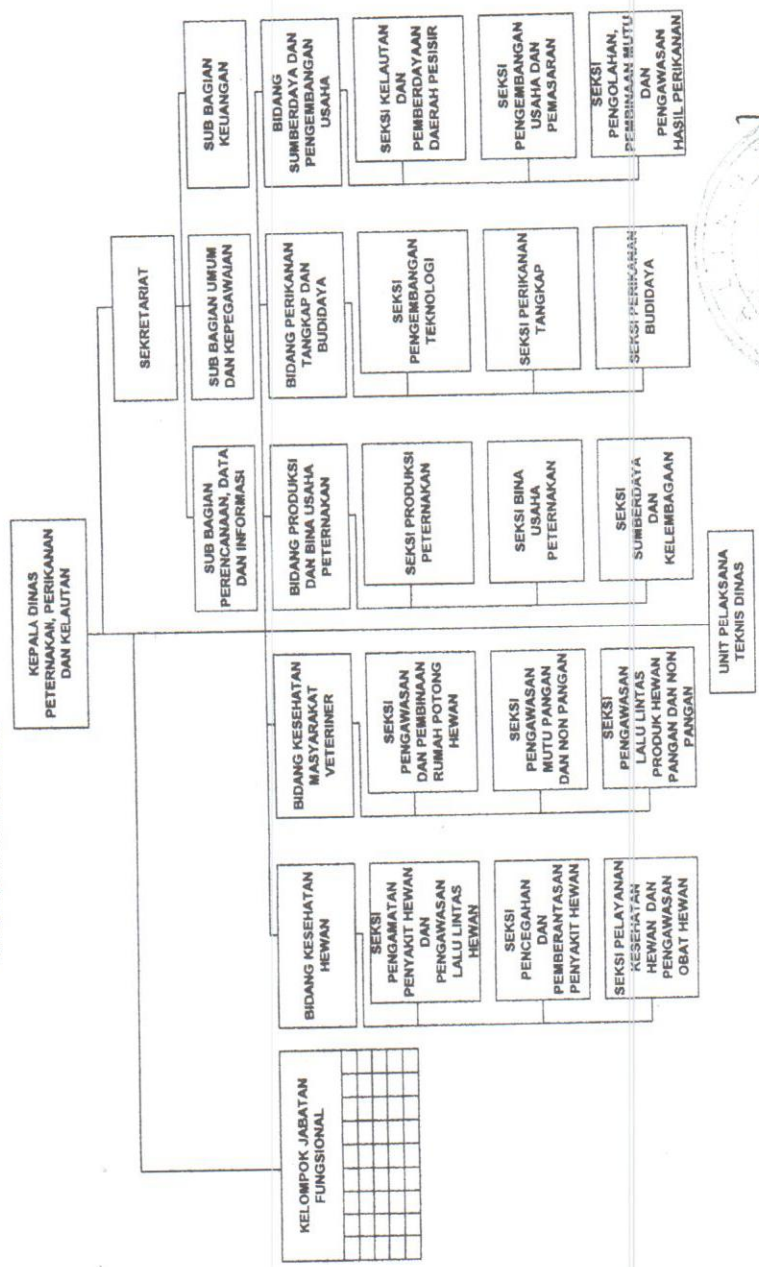 KEPALA DINAS
PETERNAKAN, PERIKANAN
DAN KELAUTAN
SEKRETARIAT
SUB BAGIAN
PERENCANAAN, DATA
DAN INFORMASI
SUB BAGIAN UMUM
DAN KEPEGAWAIAN
SUB BAGIAN
KEUANGAN
KELOMPOK JABATAN
FUNGSIONAL
BIDANG KESEHATAN
HEWAN
SEKSI
PENGAMATAN
PENYAKIT HEWAN
DAN
PENGAWASAN
LALU LINTAS
HEWAN
SEKSI
PENCEGAHAN
DAN
PEMBERANTASAN
PENYAKIT HEWAN
SEKSI PELAYANAN
KESEHATAN
HEWAN DAN
PENGAWASAN
OBAT HEWAN
BIDANG KESEHATAN
MASYARAKAT
VETERINER
SEKSI
PENGAWASAN
DAN PEMBINAAN
RUMAH POTONG
HEWAN
SEKSI
PENGAWASAN
MUTU PANGAN
DAN NON PANGAN
SEKSI
PENGAWASAN
LALU LINTAS
PRODUK HEWAN
PANGAN DAN NON
PANGAN
BIDANG PRODUKSI
DAN BINA USAHA
PETERNAKAN
SEKSI PRODUKSI
PETERNAKAN
SEKSI BINA
USAHA
PETERNAKAN
SEKSI
SUMBERDAYA
DAN
KELEMBAGAAN
BIDANG PERIKANAN
TANGKAP DAN
BUDIDAYA
SEKSI
PENGEMBANGAN
TEKNOLOGI
SEKSI PERIKANAN
TANGKAP
SEKSI PERIKANAN
BUDIDAYA
BIDANG
SUMBERDAYA DAN
PENGEMBANGAN
USAHA
SEKSI KELAUTAN
DAN
PEMBERDAYAAN
DAERAH PESISIR
SEKSI
PENGEMBANGAN
USAHA DAN
PEMASARAN
SEKSI
PENGOLAHAN,
PEMBINAAN MUTU
DAN
PENGAWASAN
HASIL PERIKANAN
UNIT PELAKSANA
TEKNIS DINAS